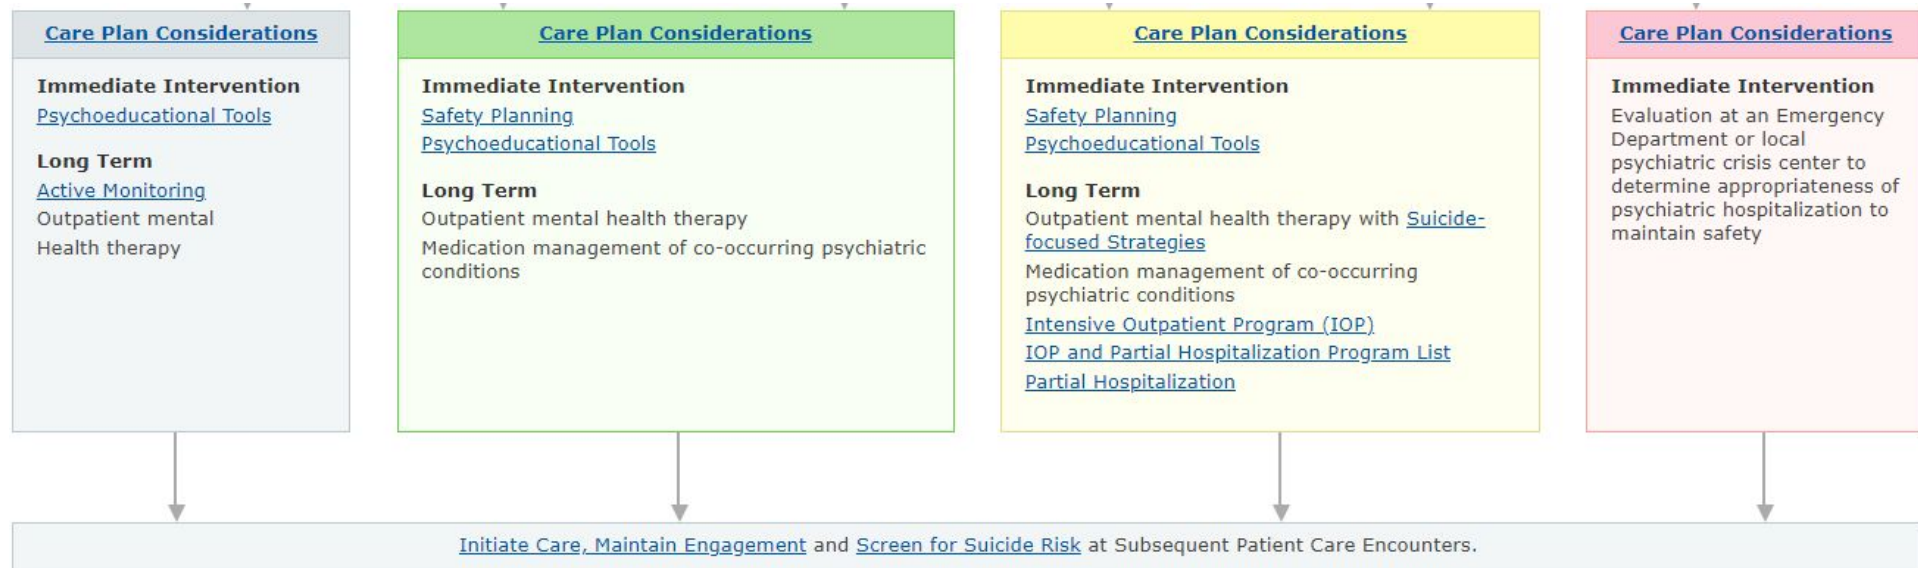 Care Plan Considerations
Immediate Intervention
Psychoeducational Tools
Long Term
Active Monitoring
Outpatient mental
Health therapy
Care Plan Considerations
Immediate Intervention
Safety Planning
Psychoeducational Tools
Long Term
Outpatient mental health therapy
Medication management of co-occurring psychiatric
conditions
Care Plan Considerations
Immediate Intervention
Safety Planning
Psychoeducational Tools
Long Term
Outpatient mental health therapy with Suicide-
focused Strategies
Medication management of co-occurring
psychiatric conditions
Intensive Outpatient Program (IOP)
IOP and Partial Hospitalization Program List
Partial Hospitalization
Care Plan Considerations
Immediate Intervention
Evaluation at an Emergency
Department or local
psychiatric crisis center to
determine appropriateness of
psychiatric hospitalization to
maintain safety
Initiate Care, Maintain Engagement and Screen for Suicide Risk at Subsequent Patient Care Encounters.